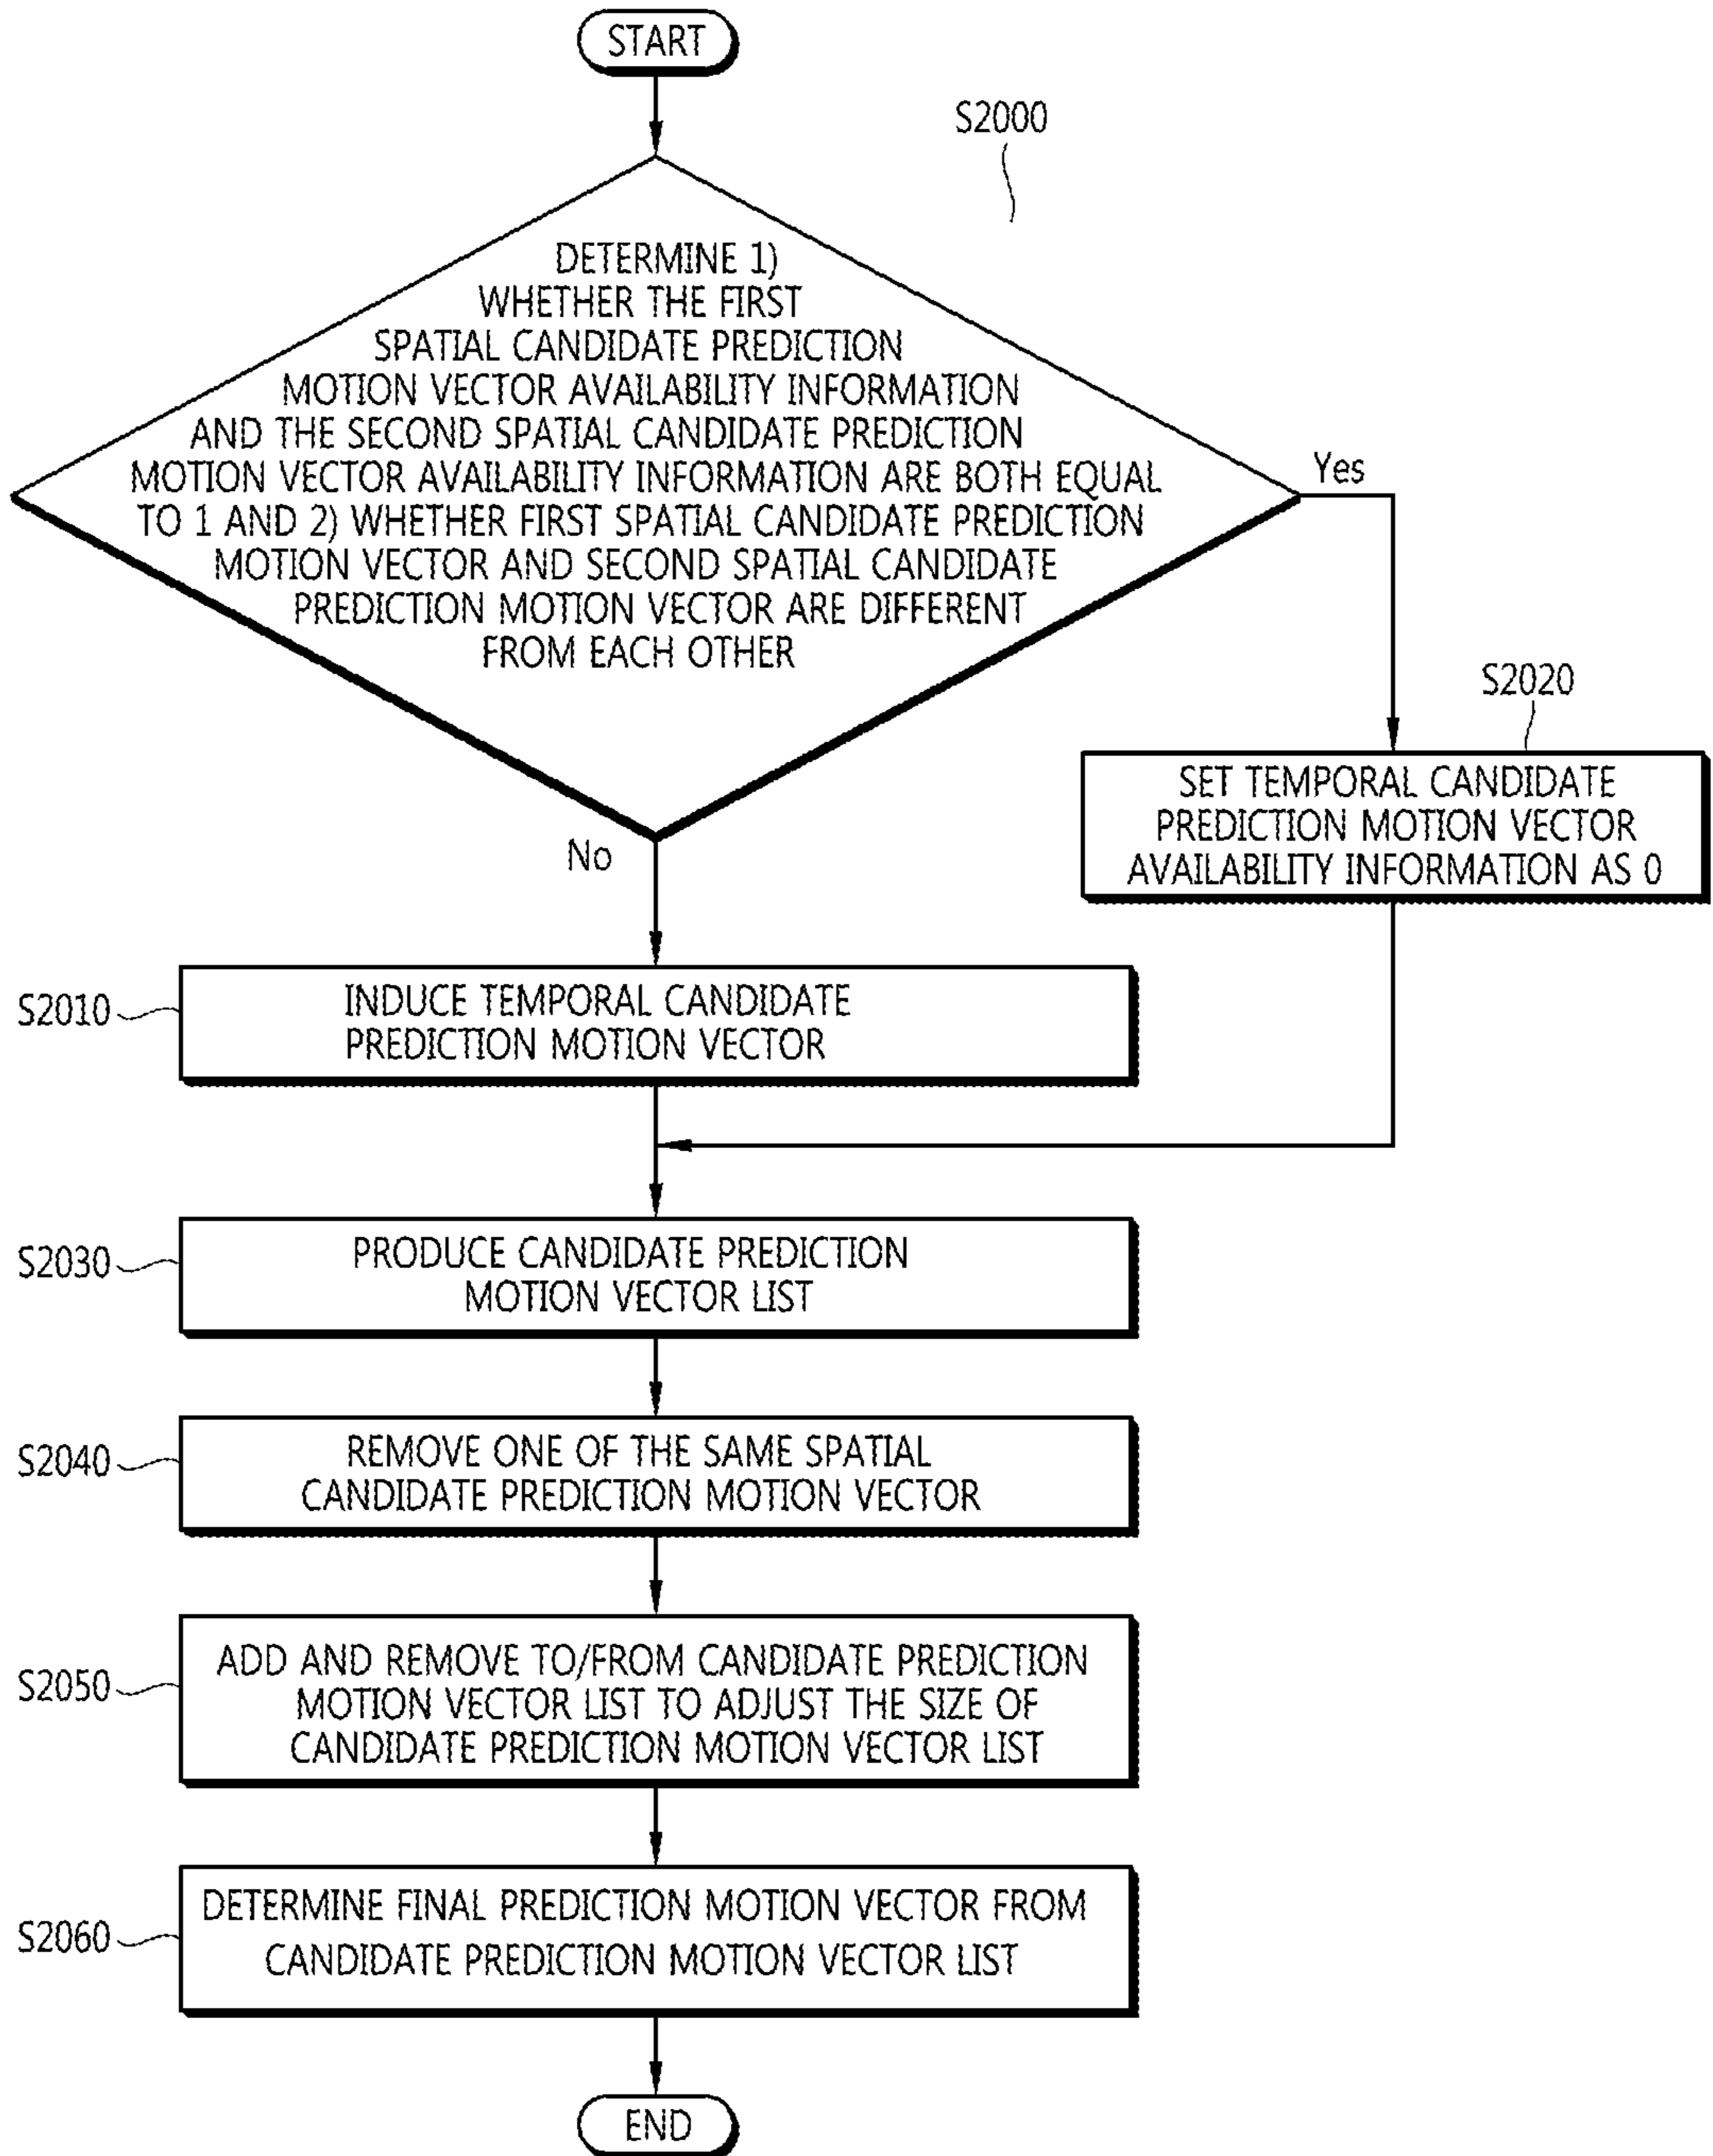 START
S2000
DETERMINE 1)
WHETHER THE FIRST
SPATIAL CANDIDATE PREDICTION
MOTION VECTOR AVAILABILITY INFORMATION
AND THE SECOND SPATIAL CANDIDATE PREDICTION
MOTION VECTOR AVAILABILITY INFORMATION ARE BOTH EQUAL
TO 1 AND 2) WHETHER FIRST SPATIAL CANDIDATE PREDICTION
MOTION VECTOR AND SECOND SPATIAL CANDIDATE
PREDICTION MOTION VECTOR ARE DIFFERENT
FROM EACH OTHER
Yes
S2020
SET TEMPORAL CANDIDATE
PREDICTION MOTION VECTOR
AVAILABILITY INFORMATION AS 0
No
S2010
INDUCE TEMPORAL CANDIDATE
PREDICTION MOTION VECTOR
S2030
PRODUCE CANDIDATE PREDICTION
MOTION VECTOR LIST
S2040
REMOVE ONE OF THE SAME SPATIAL
CANDIDATE PREDICTION MOTION VECTOR
S2050
ADD AND REMOVE TO/FROM CANDIDATE PREDICTION
MOTION VECTOR LIST TO ADJUST THE SIZE OF
CANDIDATE PREDICTION MOTION VECTOR LIST
S2060
DETERMINE FINAL PREDICTION MOTION VECTOR FROM
CANDIDATE PREDICTION MOTION VECTOR LIST
END